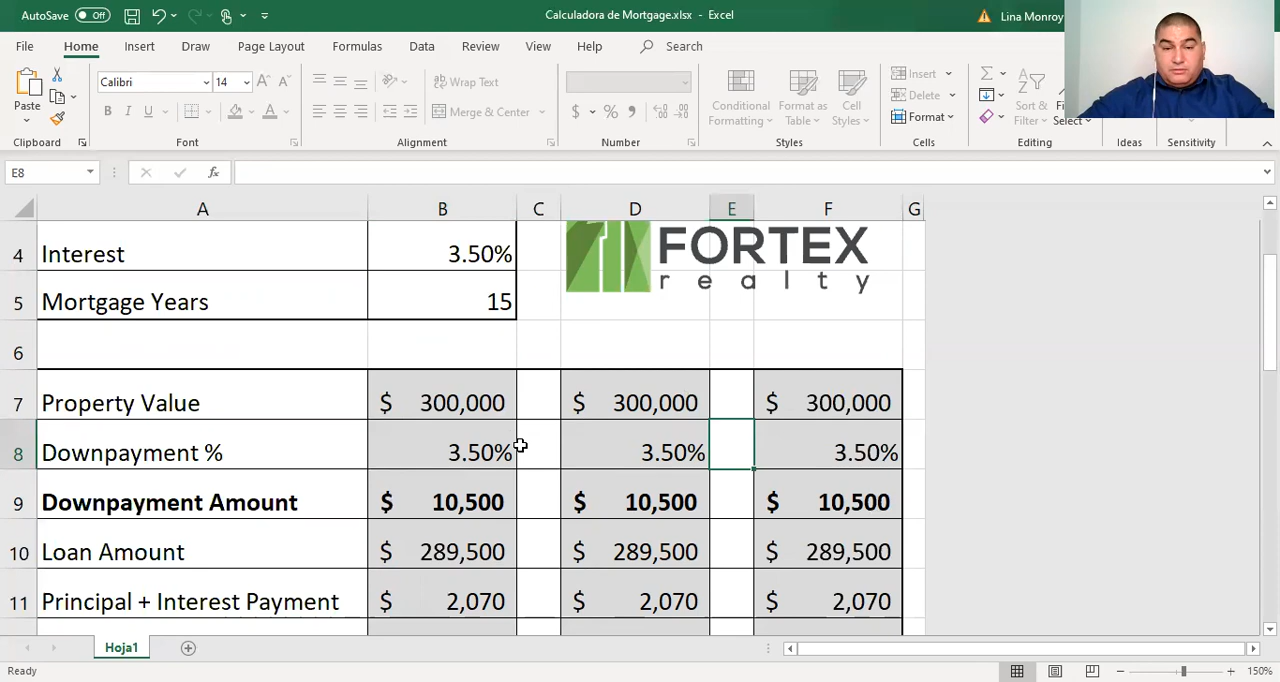 AutoSave Off Calculadora de Mortgage.xlsx - Excel Lina Monroy
File Home Insert Draw Page Layout Formulas Data Review View Help Search
Paste Calibri 14 A A Wrap Text Conditional Formatting Format as Table Cell Styles Insert Delete Format Sort & Filter Select
B I U A Merge & Center $ % ,
Clipboard Font Alignment Number Styles Cells Editing Ideas Sensitivity
E8 fx
A B C D E F G
4 Interest 3.50% FORTEX
realty
5 Mortgage Years 15
6
7 Property Value $ 300,000 $ 300,000 $ 300,000
8 Downpayment % 3.50% 3.50% 3.50%
9 Downpayment Amount $ 10,500 $ 10,500 $ 10,500
10 Loan Amount $ 289,500 $ 289,500 $ 289,500
11 Principal + Interest Payment $ 2,070 $ 2,070 $ 2,070
Hoja1
Ready 150%